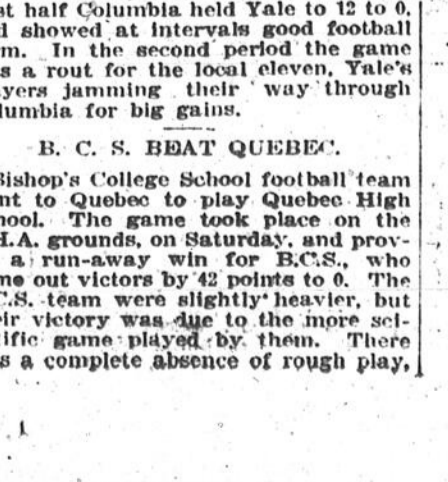 st half Columbia held Yale to 12 to 0.
d showed at intervals good football
m. In the second period the game
s a rout for the local eleven, Yale's
yers jamming their way through
lumbia for big gains.
B. C. S. BEAT QUEBEC.
Bishop's College School football team
nt to Quebec to play Quebec High
hool. The game took place on the
H.A. grounds, on Saturday, and prov-
a run-away win for B.C.S., who
me out victors by 42 points to 0. The
C.S. team were slightly heavier, but
eir victory was due to the more sci-
tific game played by them. There
s a complete absence of rough play,